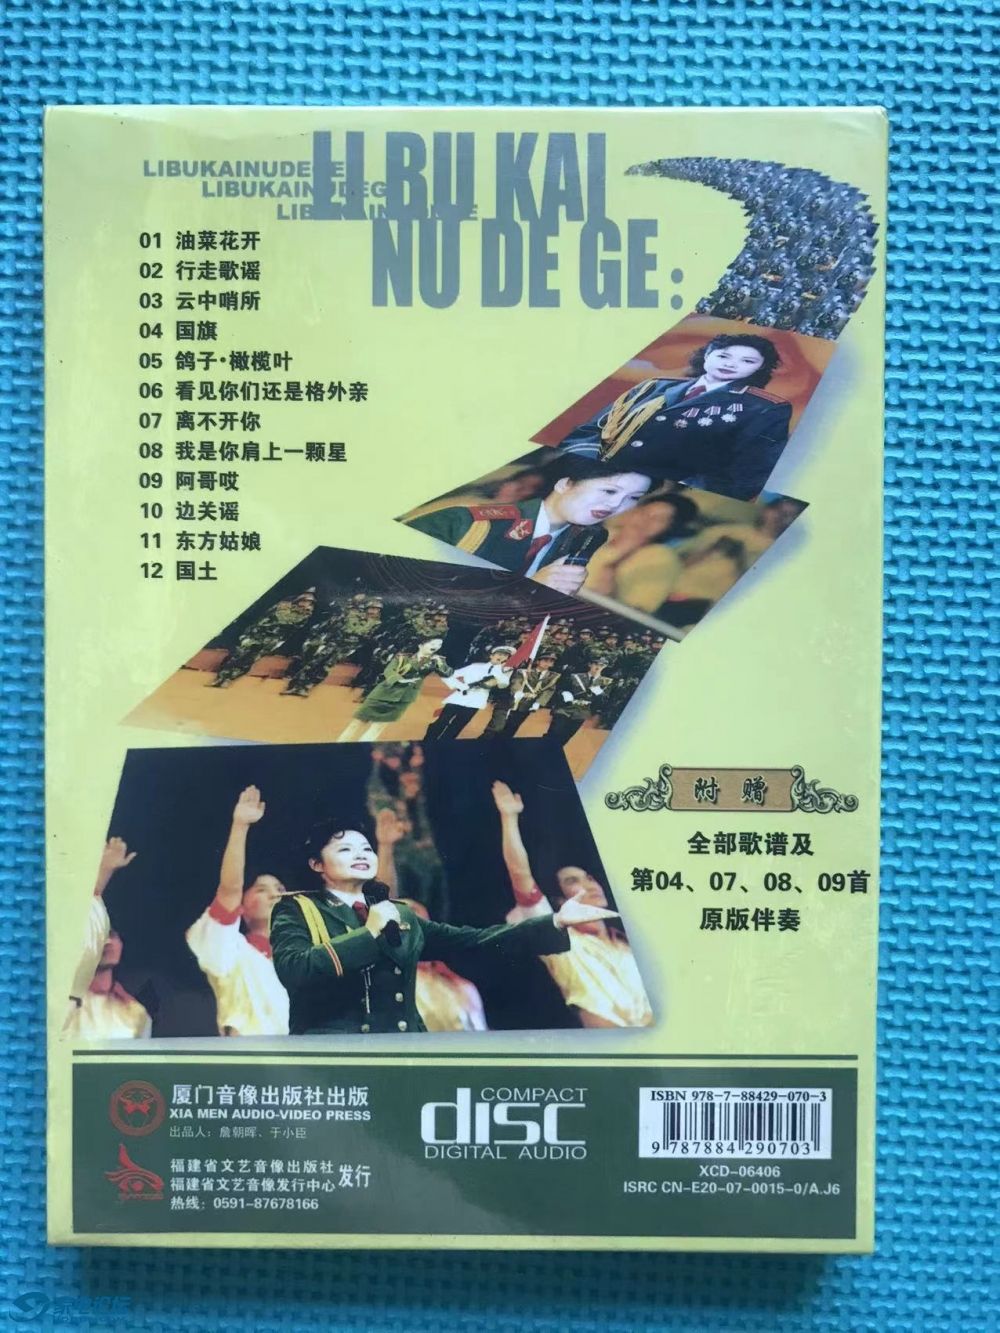 LI BU KAI
NU DE GE:
LIBUKAINUDEGE
LIBUKAINUDEG
01 油菜花开
02 行走歌谣
03 云中哨所
04 国旗
05 鸽子·橄榄叶
06 看见你们还是格外亲
07 离不开你
08 我是你肩上一颗星
09 阿哥哎
10 边关谣
11 东方姑娘
12 国土
附赠
全部歌谱及
第04、07、08、09首
原版伴奏
厦门音像出版社出版
XIA MEN AUDIO-VIDEO PRESS
出品人：詹朝晖、于小臣
福建省文艺音像出版社
福建省文艺音像发行中心
发行
热线：0591-87678166
COMPACT
disc
DIGITAL AUDIO
ISBN 978-7-88429-070-3
9 787884 290703
XCD-06406
ISRC CN-E20-07-0015-0/A.J6